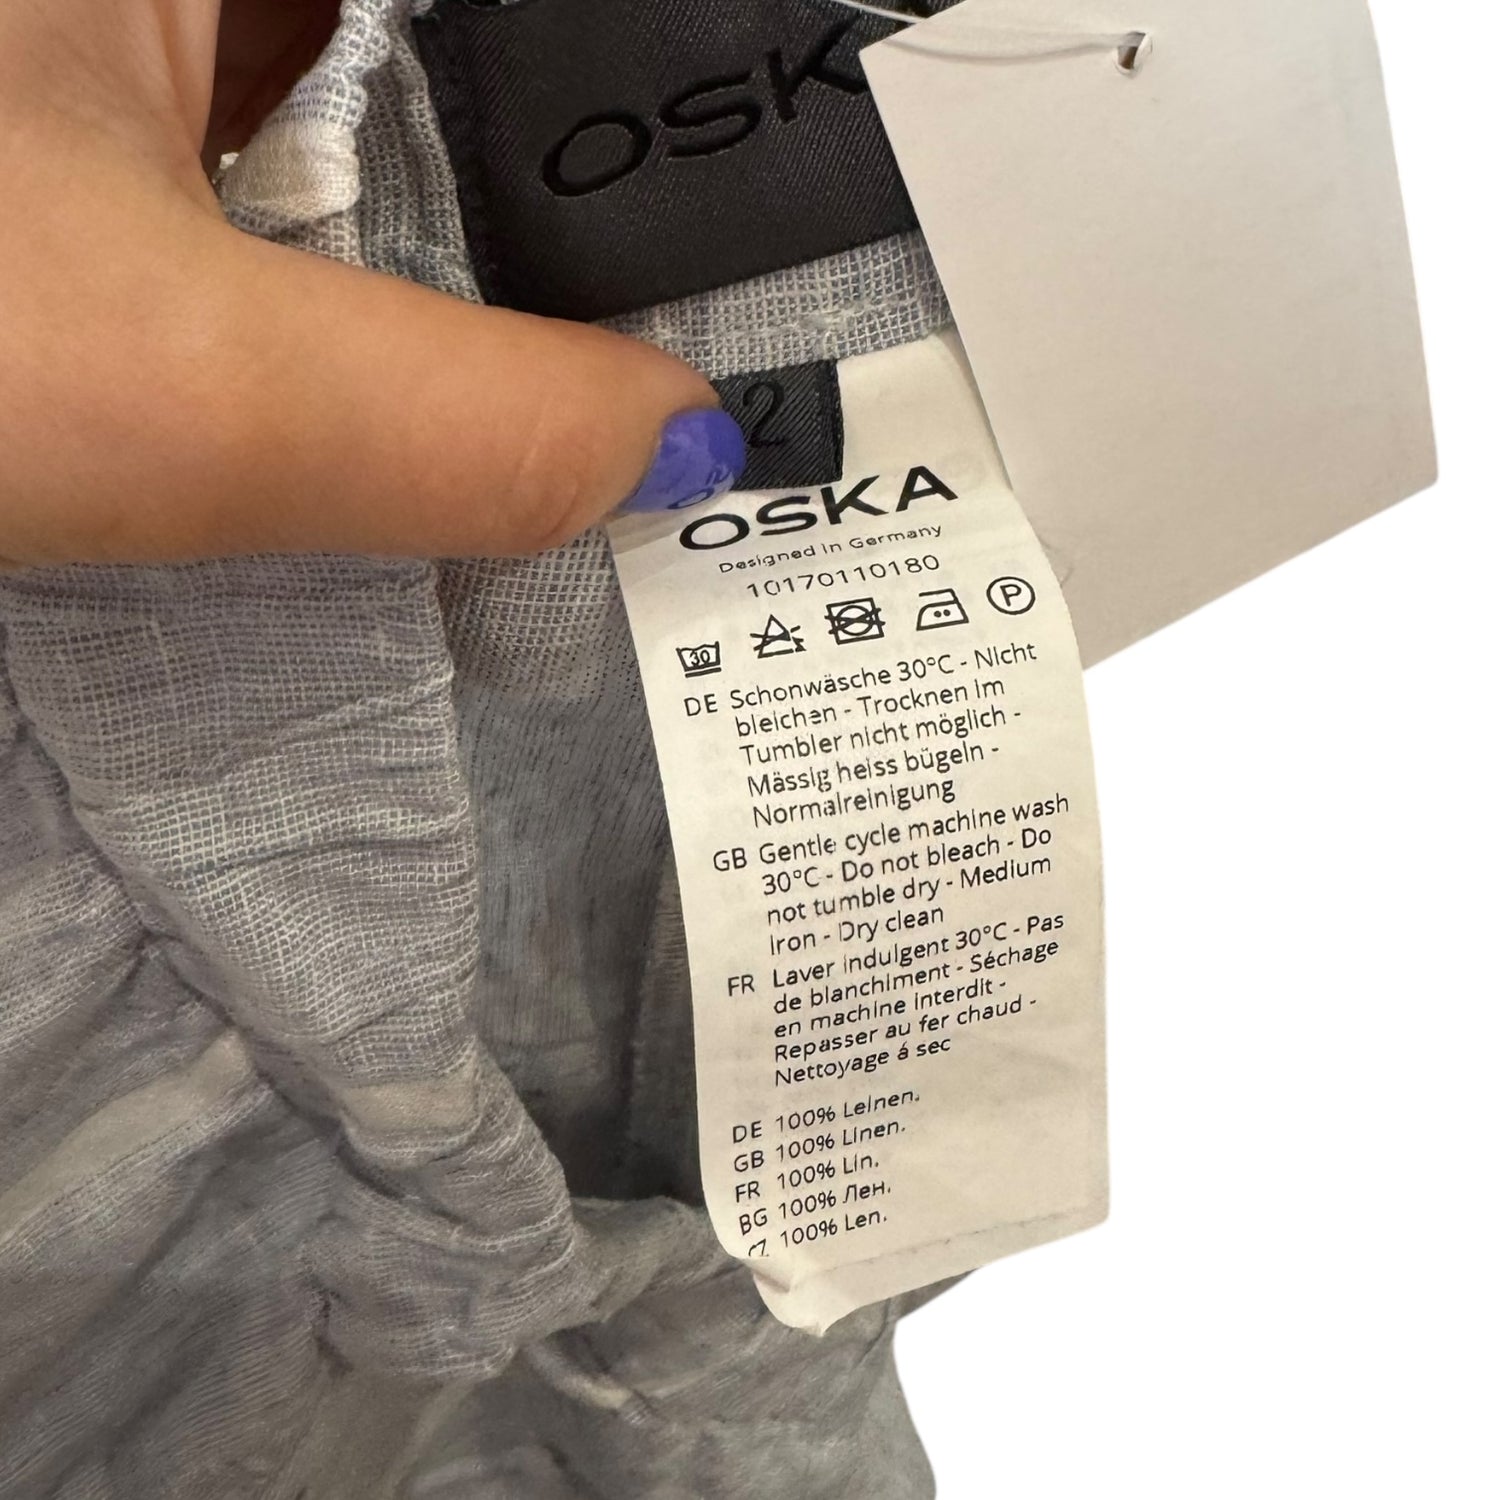 OSK
2
OSKA
Designed in Germany
10170110180
30
P
DE Schonwäsche 30°C - Nicht
bleichen - Trocknen im
Tumbler nicht möglich -
Mässig heiss bügeln -
Normalreinigung
GB Gentle cycle machine wash
30°C - Do not bleach - Do
not tumble dry - Medium
iron - Dry clean
FR Laver indulgent 30°C - Pas
de blanchiment - Séchage
en machine interdit -
Repasser au fer chaud -
Nettoyage á sec
DE 100% Leinen.
GB 100% Linen.
FR 100% Lin.
BG 100% Лен.
CZ 100% Len.